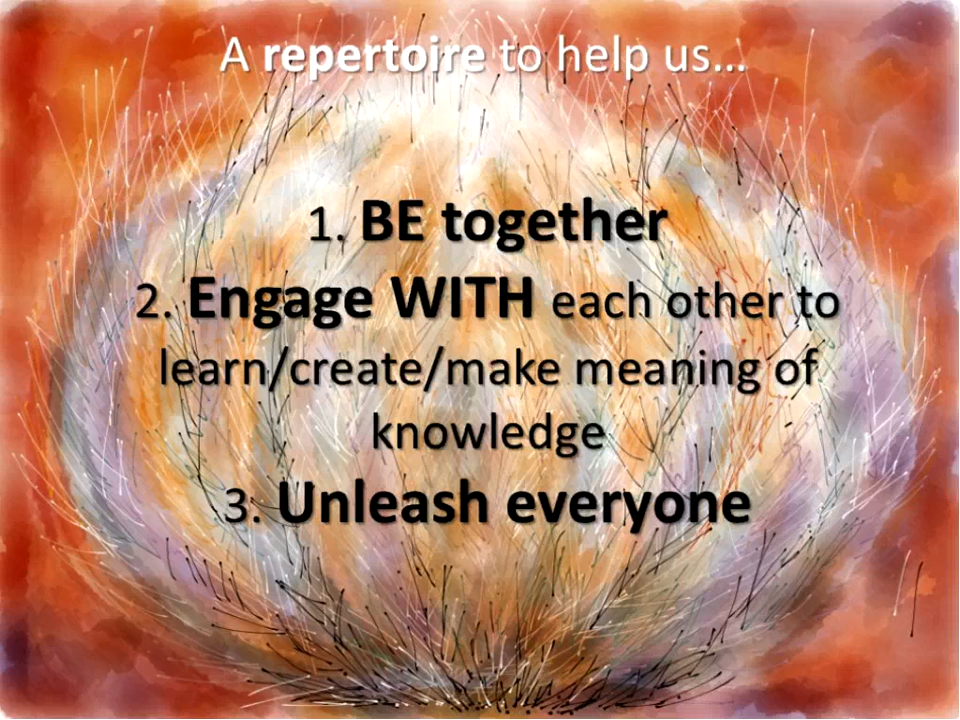 A repertoire to help us…
1. BE together
2. Engage WITH each other to
learn/create/make meaning of
knowledge
3. Unleash everyone